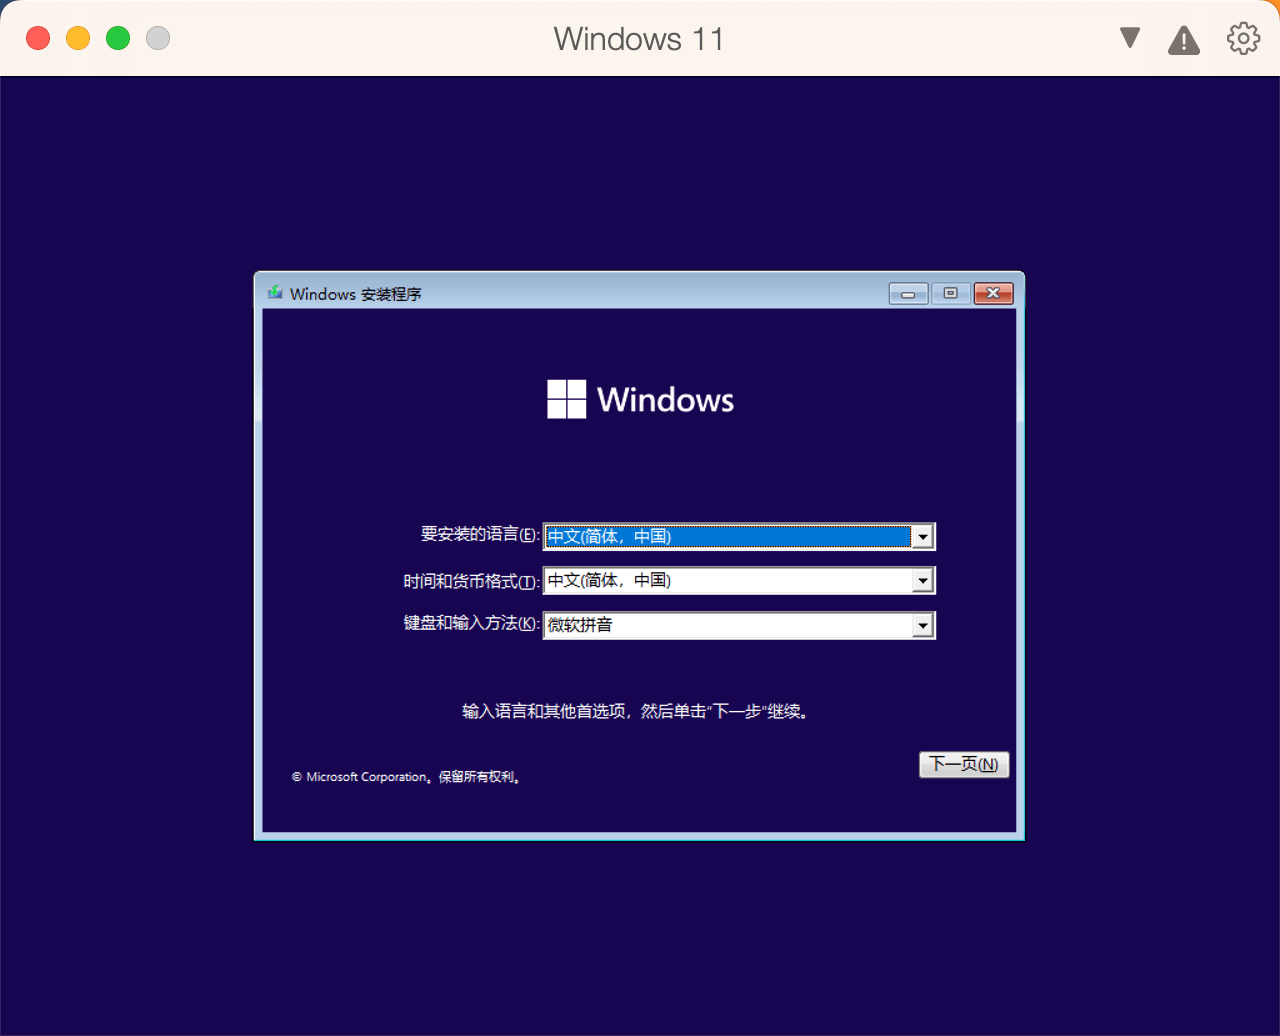 Windows 11
Windows 安装程序
Windows
要安装的语言(E): 中文(简体，中国)
时间和货币格式(T): 中文(简体，中国)
键盘和输入方法(K): 微软拼音
输入语言和其他首选项，然后单击"下一步"继续。
下一页(N)
© Microsoft Corporation。保留所有权利。